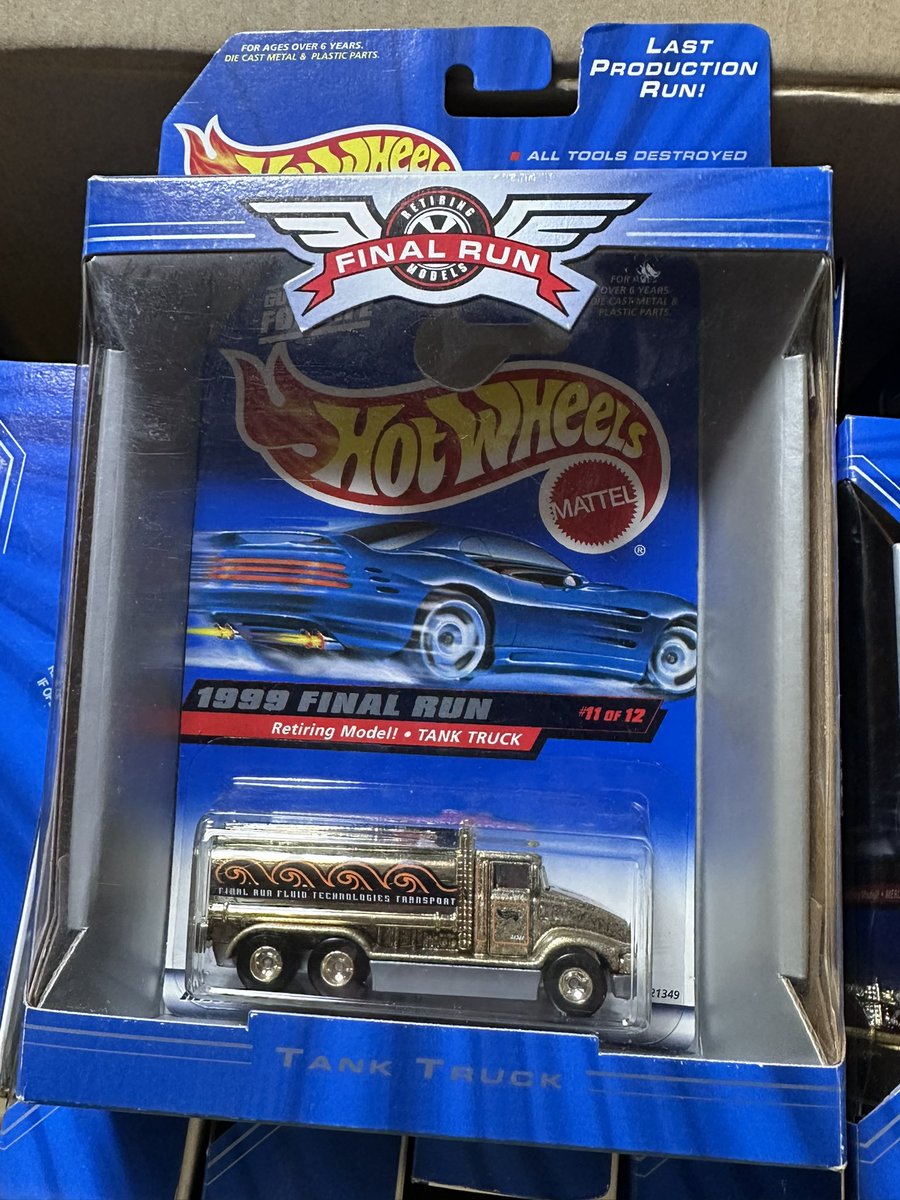 FOR AGES OVER 6 YEARS.
DIE CAST METAL & PLASTIC PARTS.
LAST
PRODUCTION
RUN!
HOT WHEELS
ALL TOOLS DESTROYED
RETIRING
FINAL RUN
MODELS
FOR AGES
OVER 6 YEARS.
DIE CAST METAL &
PLASTIC PARTS.
HOT WHEELS
MATTEL
®
1999 FINAL RUN
#11 OF 12
Retiring Model! • TANK TRUCK
FINAL RUN FLUID TECHNOLOGIES TRANSPORT
21349
TANK TRUCK